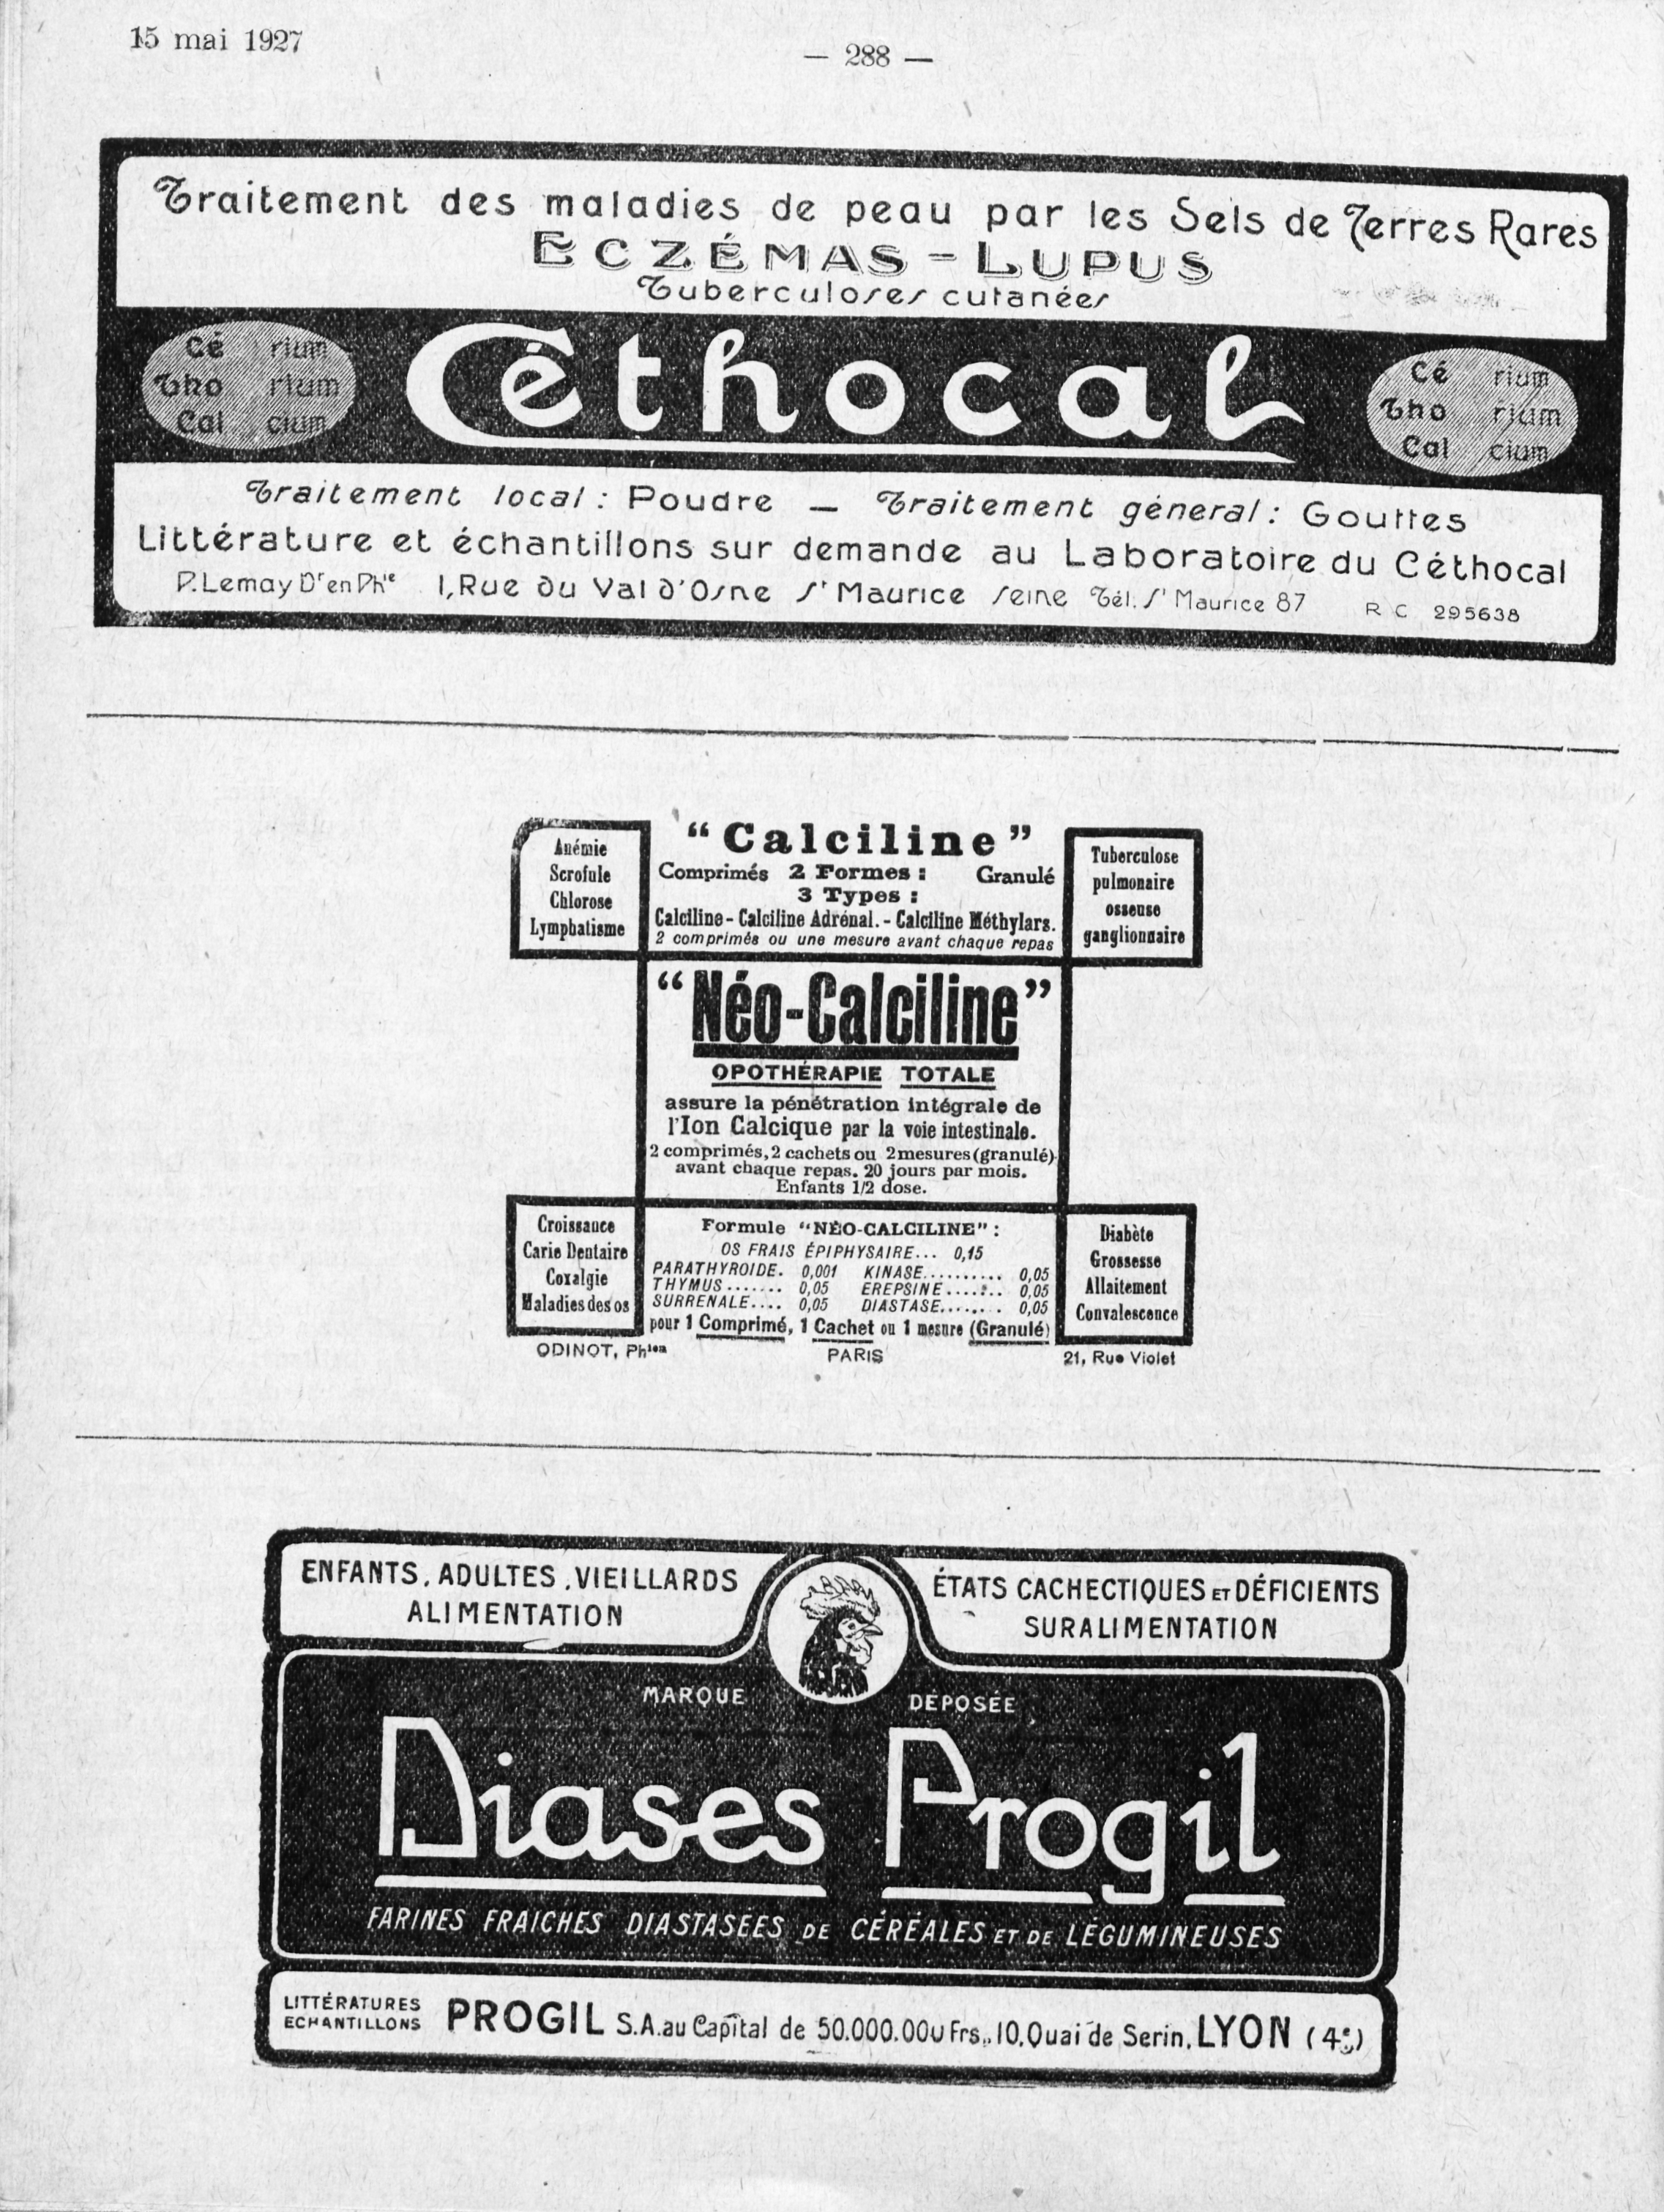 15 mai 1927
— 288 —
Traitement des maladies de peau par les Sels de Terres Rares
ECZÉMAS - LUPUS
Tuberculoses cutanées
Cé rium
Tho rium
Cal cium
Céthocal
Cé rium
Tho rium
Cal cium
Traitement local : Poudre — Traitement géneral : Gouttes
Littérature et échantillons sur demande au Laboratoire du Céthocal
P. Lemay Dr en Phie 1, Rue du Val d'Osne St Maurice Seine Tél. St Maurice 87 R C 295638
Anémie
Scrofule
Chlorose
Lymphatisme
"Calciline"
Comprimés 2 Formes : Granulé
3 Types :
Calciline - Calciline Adrénal. - Calciline Méthylars.
2 comprimés ou une mesure avant chaque repas
Tuberculose
pulmonaire
osseuse
ganglionnaire
"Néo-Calciline"
OPOTHÉRAPIE TOTALE
assure la pénétration intégrale de
l'Ion Calcique par la voie intestinale.
2 comprimés, 2 cachets ou 2 mesures (granulé)
avant chaque repas. 20 jours par mois.
Enfants 1/2 dose.
Croissance
Carie Dentaire
Coxalgie
Maladies des os
Formule "NÉO-CALCILINE" :
OS FRAIS ÉPIPHYSAIRE... 0,15
PARATHYROIDE. 0,001 KINASE.......... 0,05
THYMUS....... 0,05 EREPSINE....... 0,05
SURRENALE.... 0,05 DIASTASE....... 0,05
pour 1 Comprimé, 1 Cachet ou 1 mesure (Granulé)
Diabète
Grossesse
Allaitement
Convalescence
ODINOT, Phien PARIS 21, Rue Violet
ENFANTS, ADULTES, VIEILLARDS
ALIMENTATION
ÉTATS CACHECTIQUES ET DÉFICIENTS
SURALIMENTATION
MARQUE DÉPOSÉE
Diases Progil
FARINES FRAICHES DIASTASÉES DE CÉRÉALES ET DE LÉGUMINEUSES
LITTÉRATURES
ECHANTILLONS
PROGIL S.A. au Capital de 50.000.000 Frs., 10, Quai de Serin, LYON (4e)